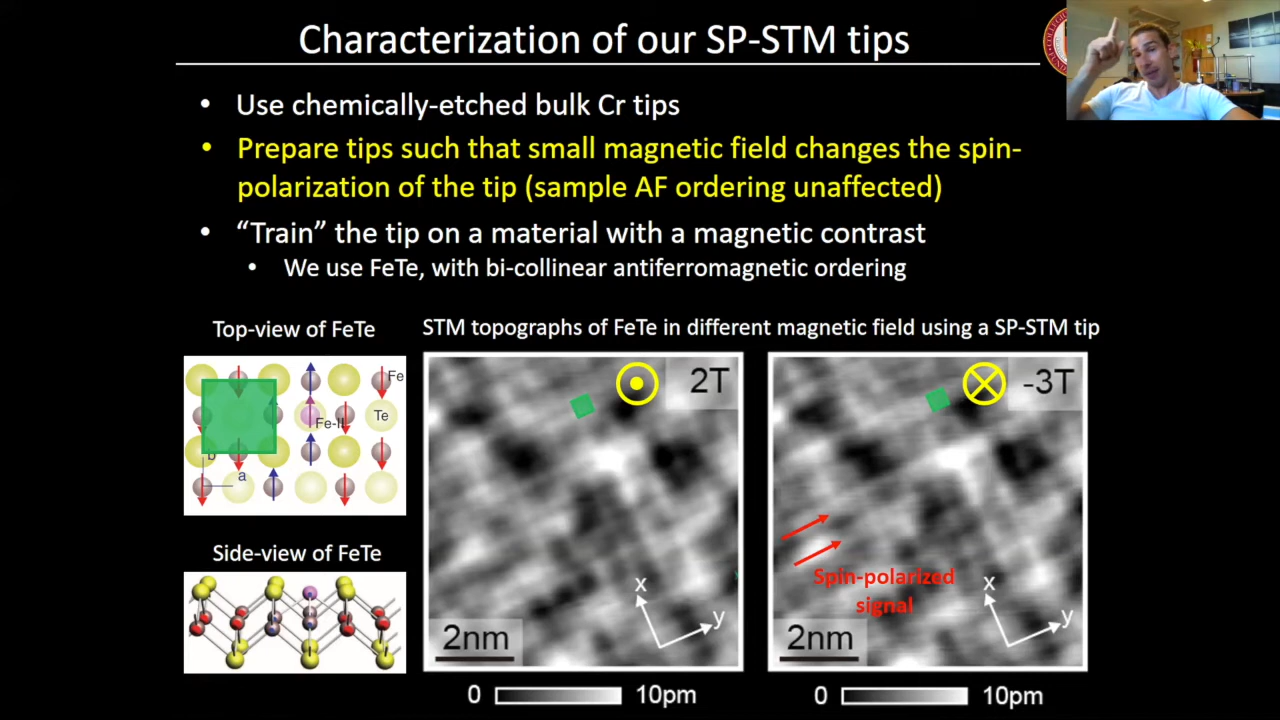 Characterization of our SP-STM tips
• Use chemically-etched bulk Cr tips
• Prepare tips such that small magnetic field changes the spin-
polarization of the tip (sample AF ordering unaffected)
• “Train” the tip on a material with a magnetic contrast
• We use FeTe, with bi-collinear antiferromagnetic ordering
Top-view of FeTe
STM topographs of FeTe in different magnetic field using a SP-STM tip
Fe
Te
Fe-II
b
a
2T
-3T
Side-view of FeTe
Spin-polarized
signal
x
y
2nm
x
y
2nm
0
10pm
0
10pm